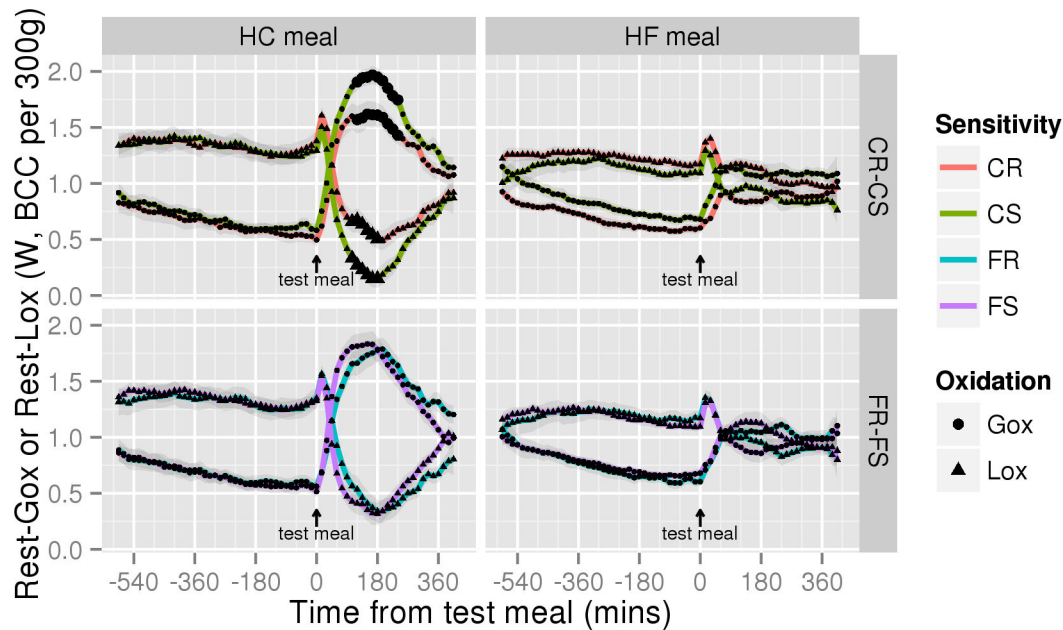 HC meal
HF meal
Rest-Gox or Rest-Lox (W, BCC per 300g)
2.0
1.5
1.0
0.5
0.0
test meal
test meal
CR-CS
2.0
1.5
1.0
0.5
0.0
test meal
test meal
FR-FS
-540 -360 -180 0 180 360
-540 -360 -180 0 180 360
Time from test meal (mins)
Sensitivity
CR
CS
FR
FS
Oxidation
Gox
Lox